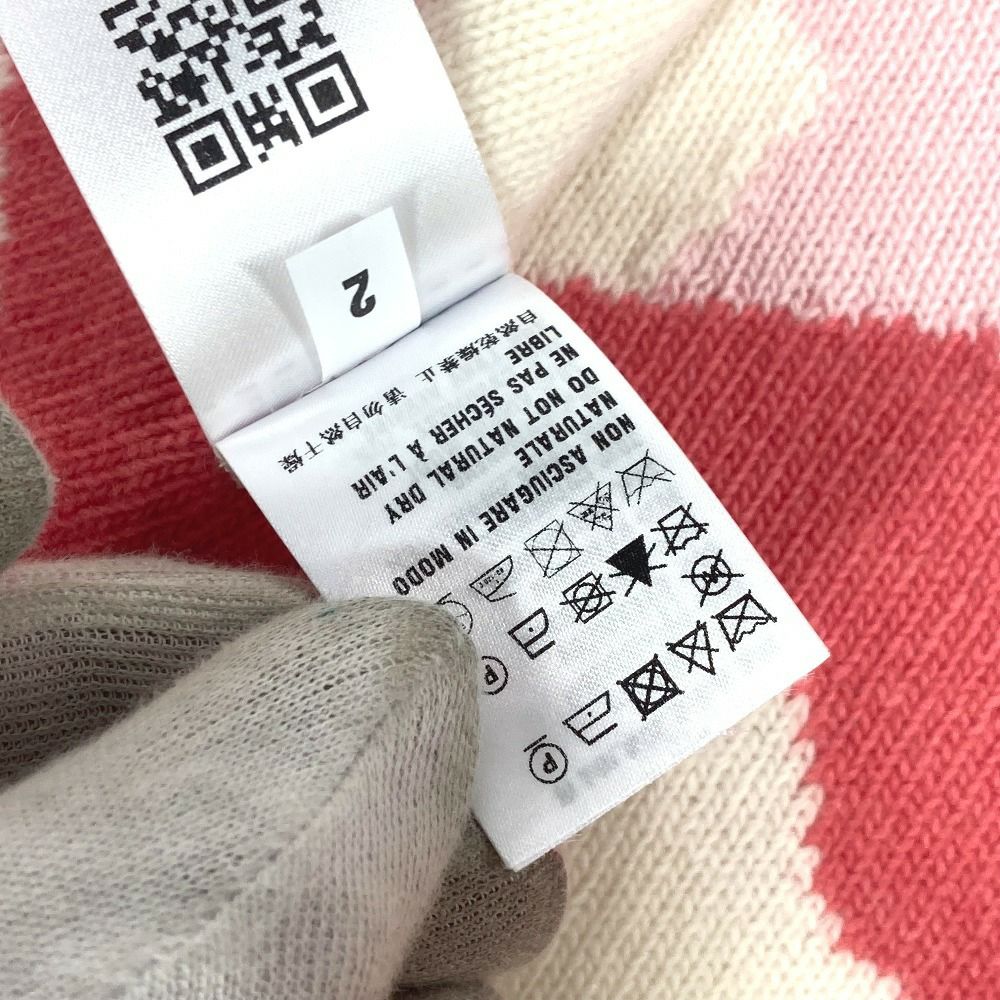 NON ASCIUGARE IN MODO
NATURALE
DO NOT NATURAL DRY
NE PAS SÉCHER À L'AIR
LIBRE
自然乾燥禁止 请勿自然干燥
2